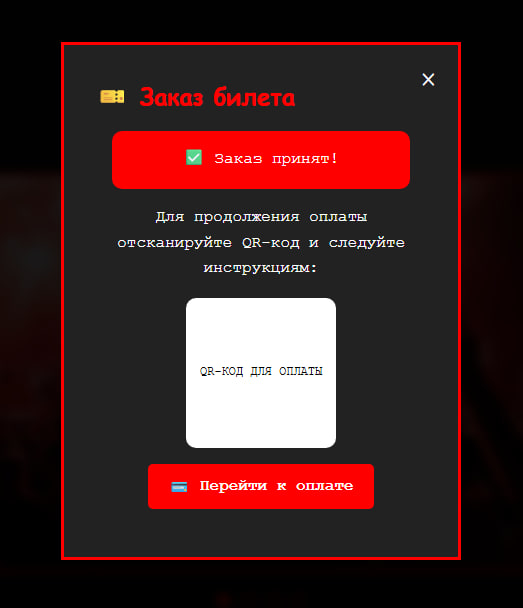 🎫 Заказ билета
×
✅ Заказ принят!
Для продолжения оплаты
отсканируйте QR-код и следуйте
инструкциям:
QR-КОД ДЛЯ ОПЛАТЫ
💳 Перейти к оплате